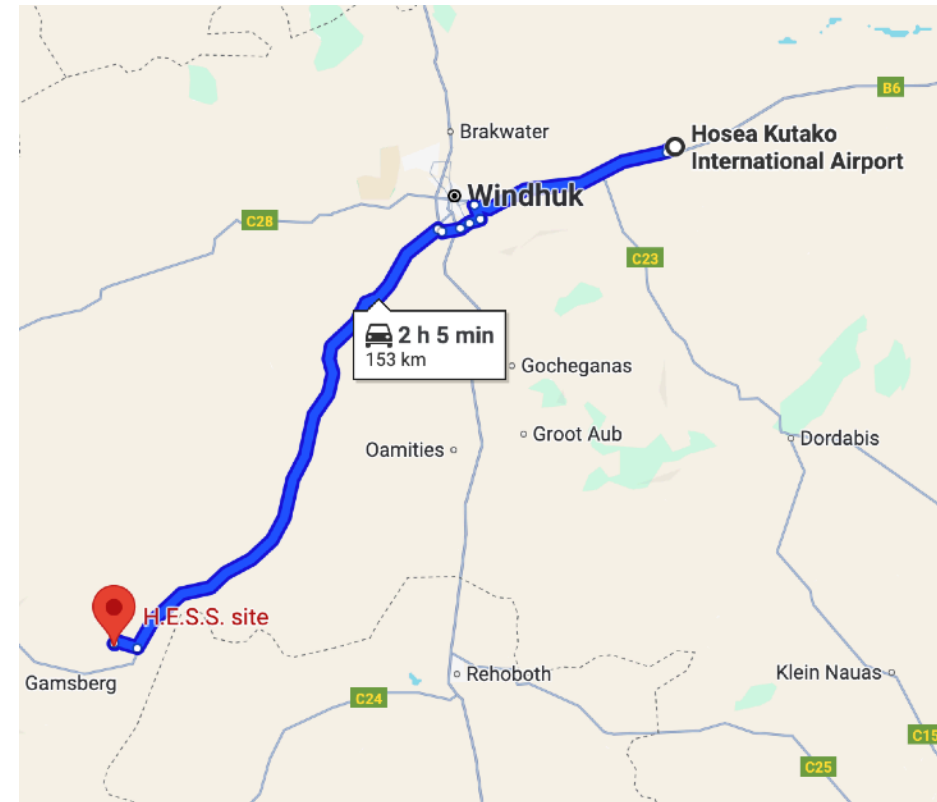 B6
Brakwater
Hosea Kutako
International Airport
Windhuk
C28
C23
2 h 5 min
153 km
Gocheganas
Groot Aub
Dordabis
Oamities
H.E.S.S. site
Gamsberg
Rehoboth
Klein Nauas
C24
C15
C25